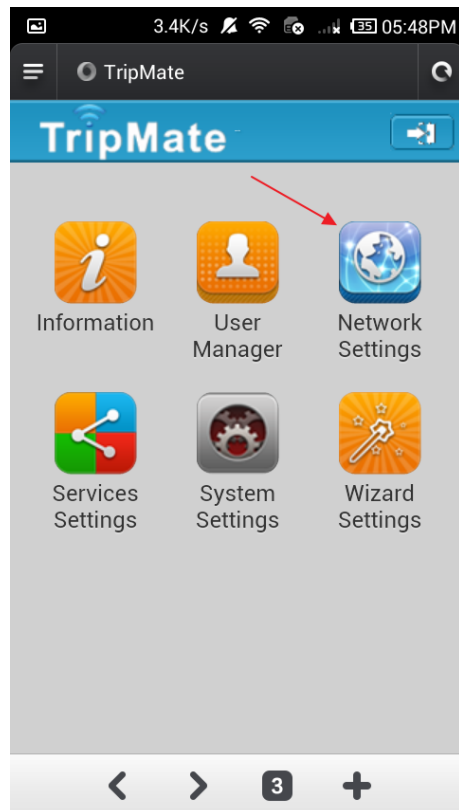 3.4K/s 35 05:48PM
TripMate
TripMate
Information
User
Manager
Network
Settings
Services
Settings
System
Settings
Wizard
Settings
3